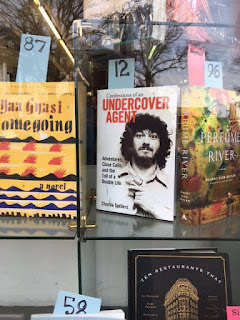 87
12
96
Yaa Gyasi
Homegoing
a novel
Confessions of an
UNDERCOVER
AGENT
Adventures,
Close Calls,
and the
Toll of a
Double Life
Charlie Spillers
PERFUME
RIVER
TEN RESTAURANTS THAT
58